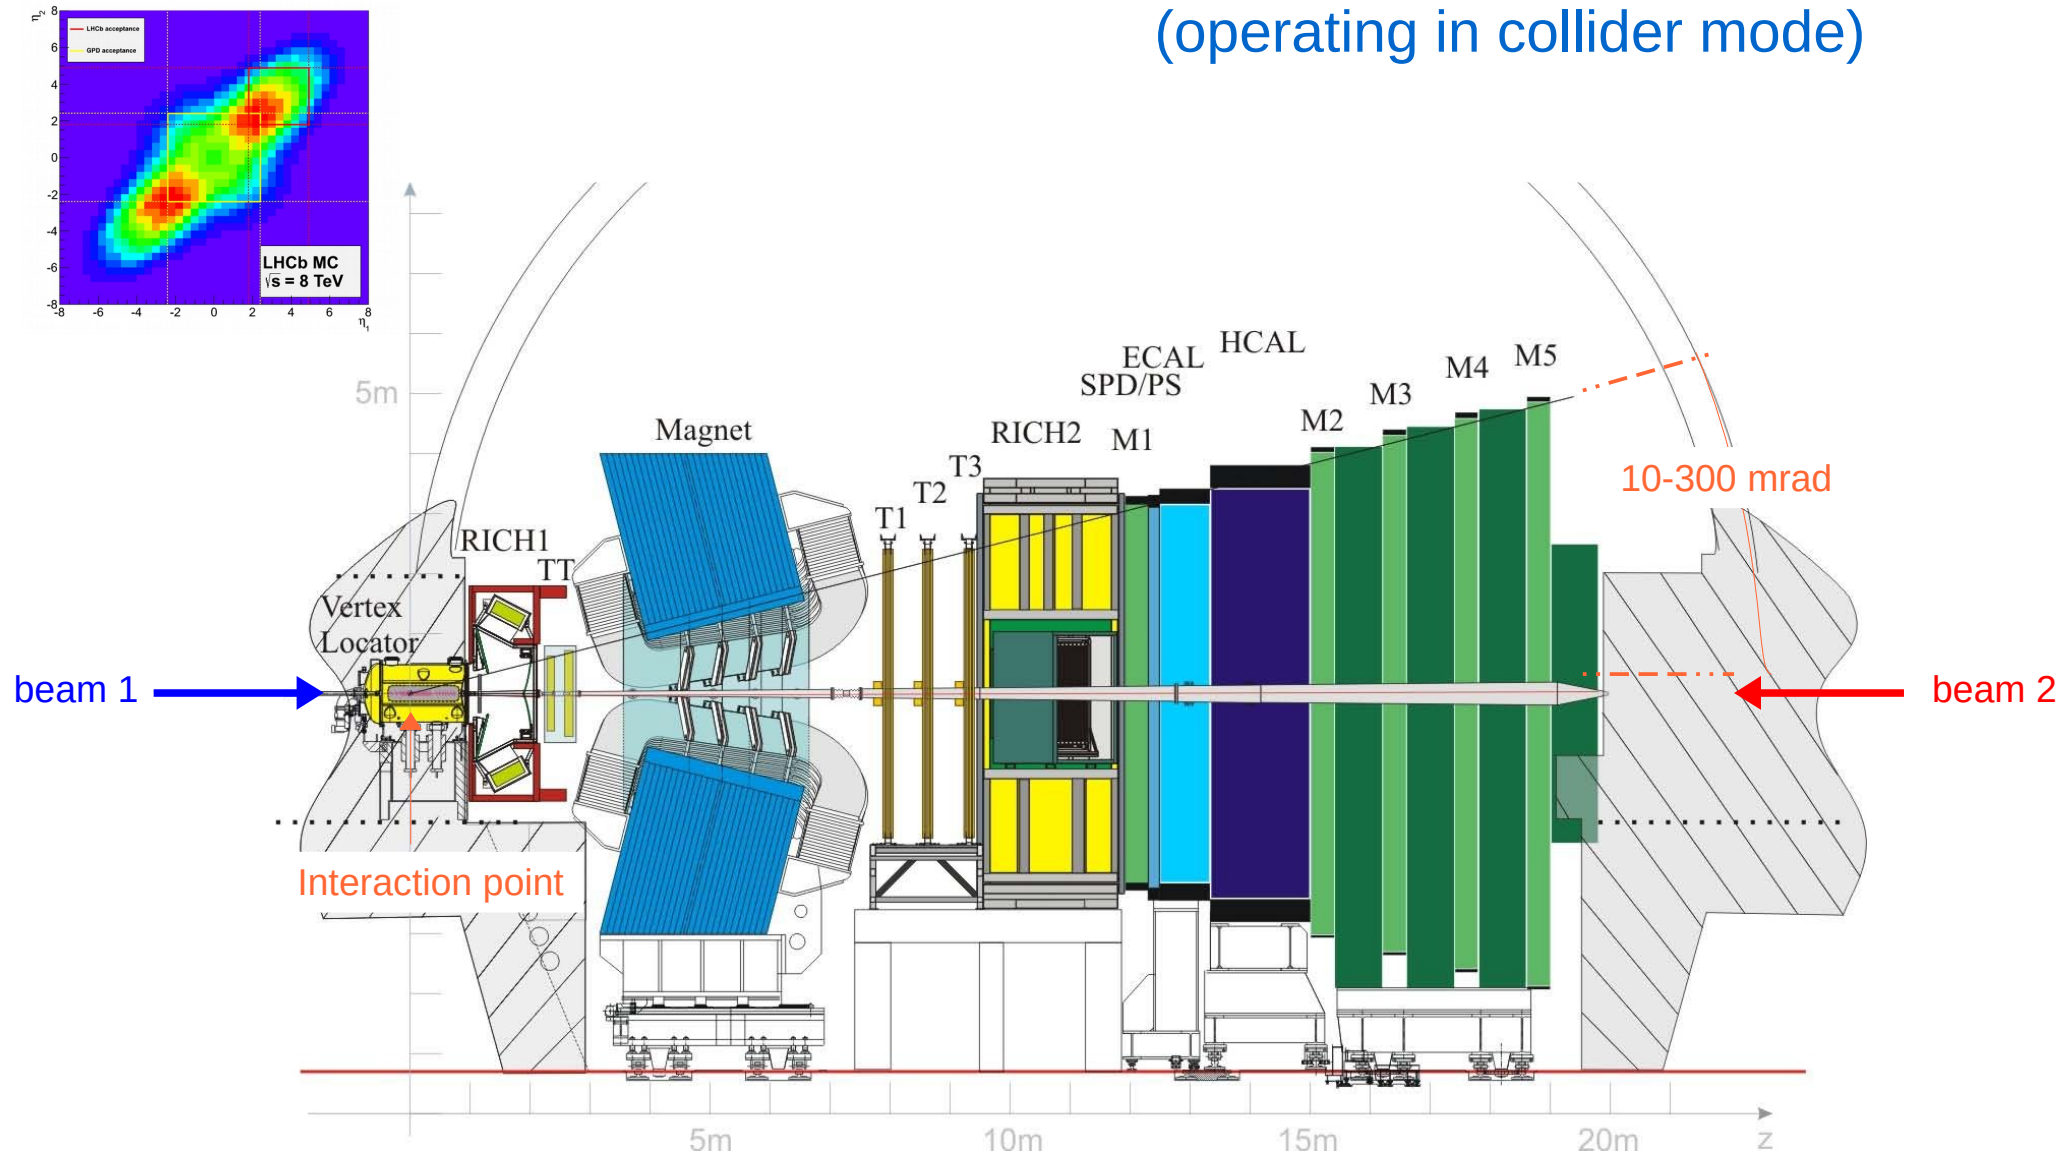 (operating in collider mode)
η₂
8
6
4
2
0
-2
-4
-6
-8
LHCb acceptance
GPD acceptance
LHCb MC
√s = 8 TeV
-8 -6 -4 -2 0 2 4 6 8
η₁
5m
Vertex
Locator
RICH1
TT
Magnet
T1
T2
T3
RICH2
M1
SPD/PS
ECAL
HCAL
M2
M3
M4
M5
10-300 mrad
beam 1
beam 2
Interaction point
5m 10m 15m 20m z